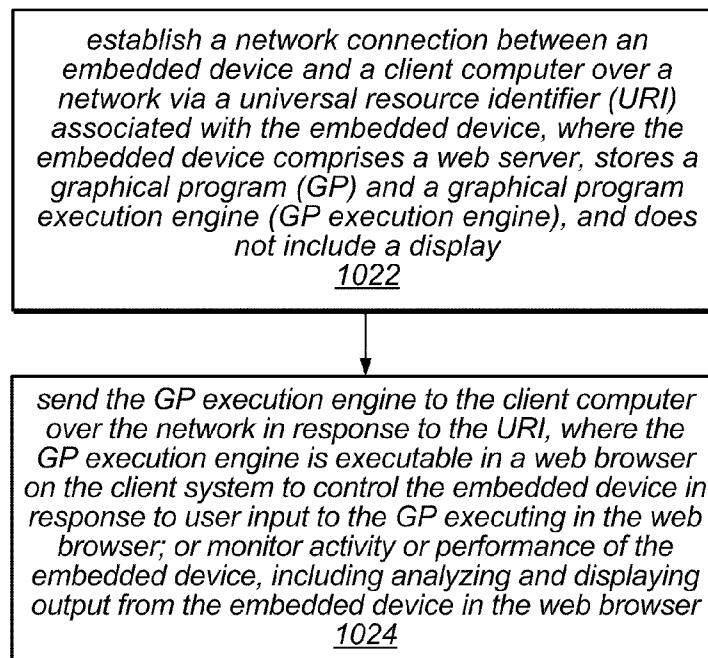 establish a network connection between an
embedded device and a client computer over a
network via a universal resource identifier (URI)
associated with the embedded device, where the
embedded device comprises a web server, stores a
graphical program (GP) and a graphical program
execution engine (GP execution engine), and does
not include a display
1022
send the GP execution engine to the client computer
over the network in response to the URI, where the
GP execution engine is executable in a web browser
on the client system to control the embedded device in
response to user input to the GP executing in the web
browser; or monitor activity or performance of the
embedded device, including analyzing and displaying
output from the embedded device in the web browser
1024